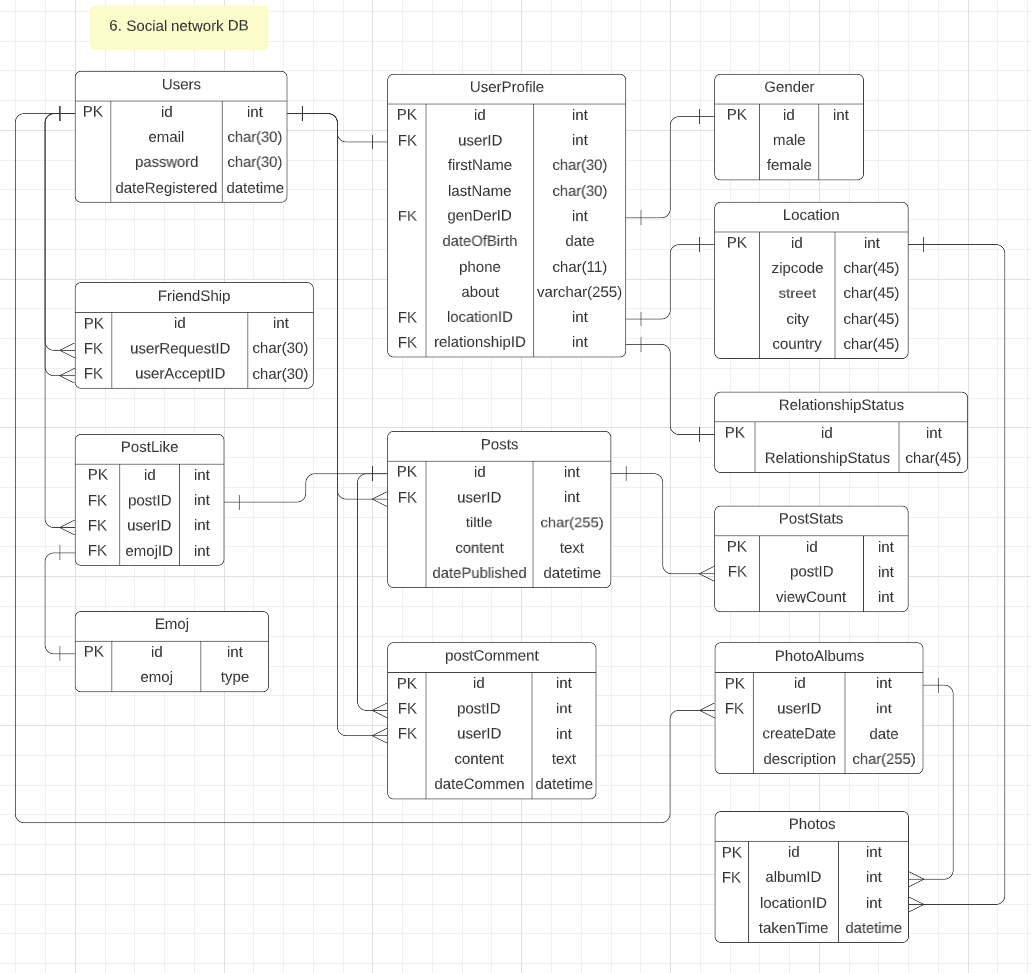 6. Social network DB
Users
PK id int
email char(30)
password char(30)
dateRegistered datetime
UserProfile
PK id int
FK userID int
firstName char(30)
lastName char(30)
FK genDerID int
dateOfBirth date
phone char(11)
about varchar(255)
FK locationID int
FK relationshipID int
Gender
PK id int
male
female
Location
PK id int
zipcode char(45)
street char(45)
city char(45)
country char(45)
FriendShip
PK id int
FK userRequestID char(30)
FK userAcceptID char(30)
RelationshipStatus
PK id int
RelationshipStatus char(45)
PostLike
PK id int
FK postID int
FK userID int
FK emojID int
Posts
PK id int
FK userID int
tiltle char(255)
content text
datePublished datetime
PostStats
PK id int
FK postID int
viewCount int
Emoj
PK id int
emoj type
postComment
PK id int
FK postID int
FK userID int
content text
dateCommen datetime
PhotoAlbums
PK id int
FK userID int
createDate date
description char(255)
Photos
PK id int
FK albumID int
locationID int
takenTime datetime